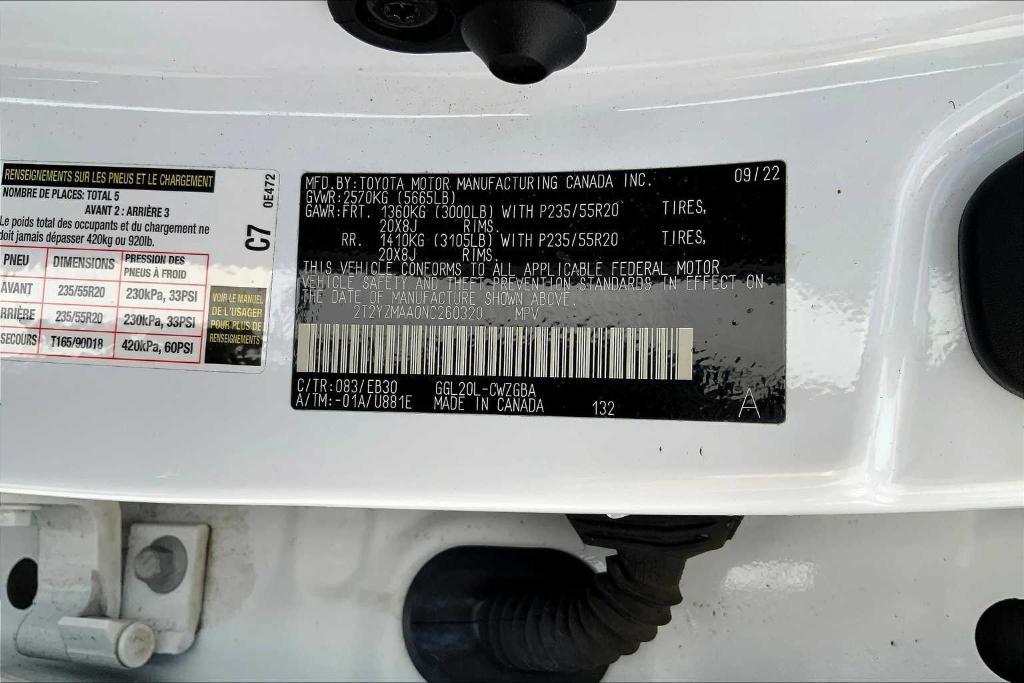 RENSEIGNEMENTS SUR LES PNEUS ET LE CHARGEMENT
NOMBRE DE PLACES: TOTAL 5
AVANT 2 : ARRIÈRE 3
Le poids total des occupants et du chargement ne
doit jamais dépasser 420kg ou 920lb.
PNEU DIMENSIONS PRESSION DES PNEUS À FROID
AVANT 235/55R20 230kPa, 33PSI
ARRIÈRE 235/55R20 230kPa, 33PSI
SECOURS T165/90D18 420kPa, 60PSI
VOIR LE MANUEL
DE L'USAGER
POUR PLUS DE
RENSEIGNEMENTS
0E472
C7
MFD.BY:TOYOTA MOTOR MANUFACTURING CANADA INC. 09/22
GVWR:2570KG (5665LB)
GAWR:FRT. 1360KG (3000LB) WITH P235/55R20 TIRES,
20X8J RIMS.
RR. 1410KG (3105LB) WITH P235/55R20 TIRES,
20X8J RIMS.
THIS VEHICLE CONFORMS TO ALL APPLICABLE FEDERAL MOTOR
VEHICLE SAFETY AND THEFT PREVENTION STANDARDS IN EFFECT ON
THE DATE OF MANUFACTURE SHOWN ABOVE.
2T2YZMAA0NC260320 MPV
C/TR:083/EB30 GGL20L-CWZGBA
A/TM:-01A/U881E MADE IN CANADA 132 A